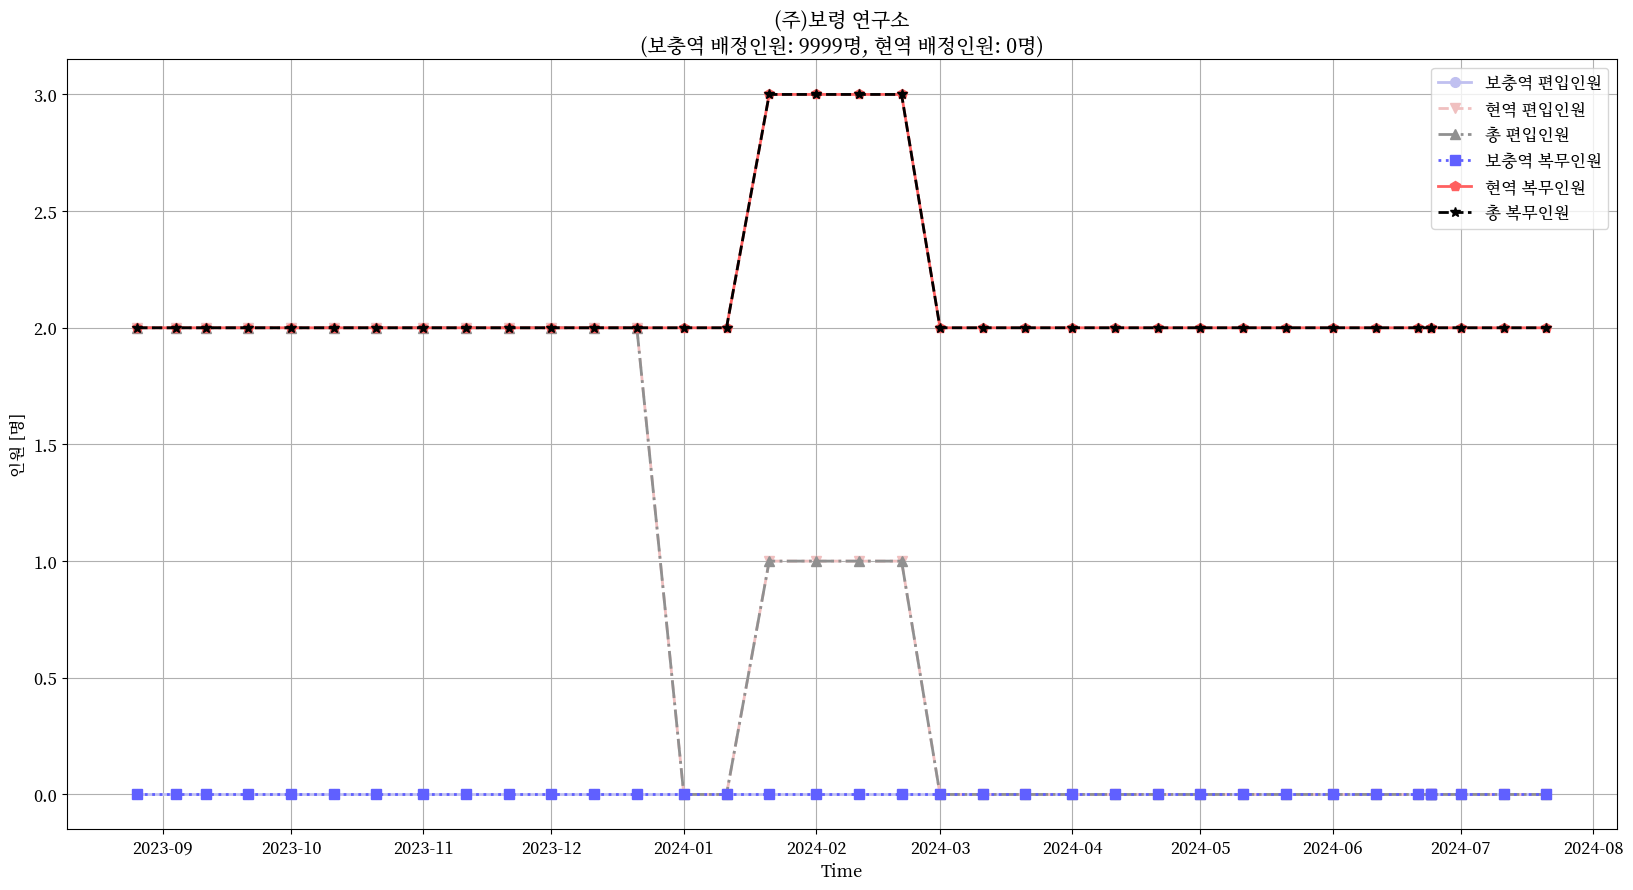 (주)보령 연구소
(보충역 배정인원: 9999명, 현역 배정인원: 0명)
보충역 편입인원
현역 편입인원
총 편입인원
보충역 복무인원
현역 복무인원
총 복무인원
3.0
2.5
2.0
1.5
1.0
0.5
0.0
인원 [명]
2023-09 2023-10 2023-11 2023-12 2024-01 2024-02 2024-03 2024-04 2024-05 2024-06 2024-07 2024-08
Time